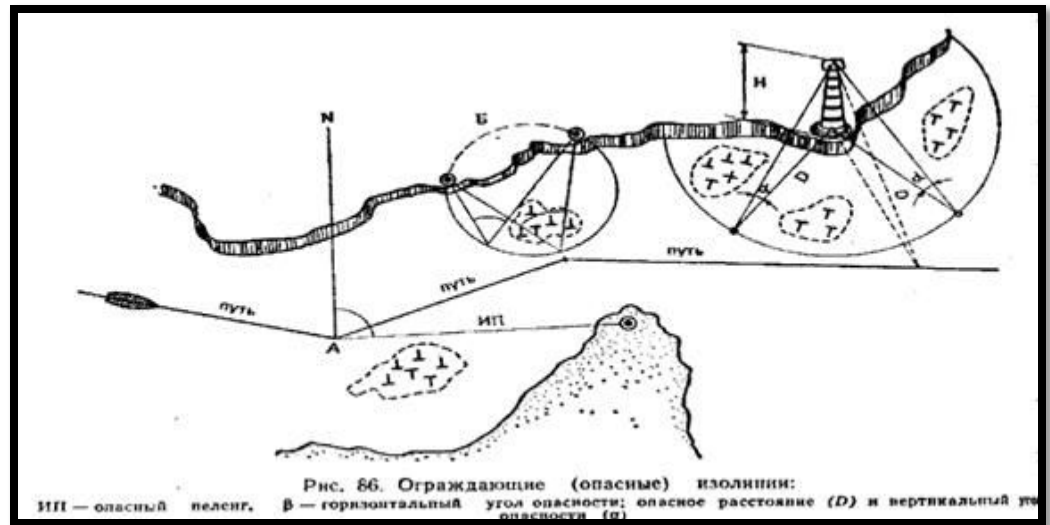 H
N
Б
D
путь
путь
путь
ИП
А
Рис. 86. Ограждающие (опасные) изолинии:
ИП — опасный пеленг, β — горизонтальный угол опасности; опасное расстояние (D) и вертикальный
опасности (α)